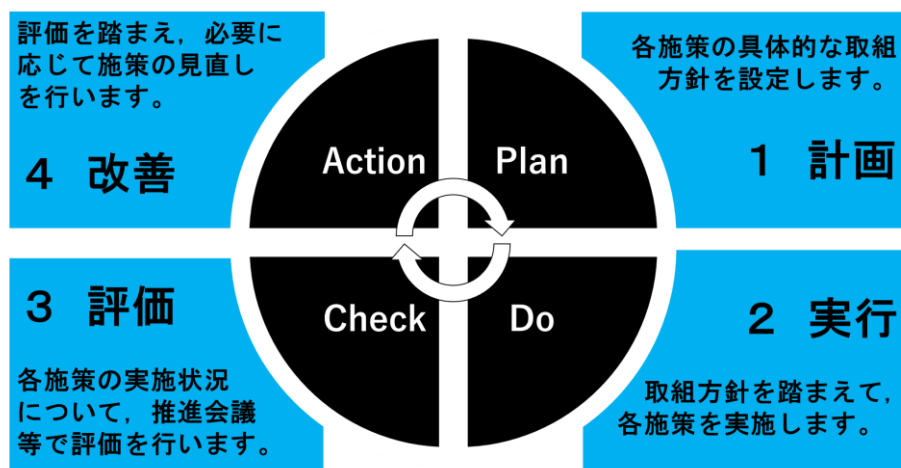 評価を踏まえ，必要に
応じて施策の見直し
を行います。
４　改善
Action
Plan
各施策の具体的な取組
方針を設定します。
１　計画
３　評価
各施策の実施状況
について，推進会議
等で評価を行います。
Check
Do
２　実行
取組方針を踏まえて，
各施策を実施します。